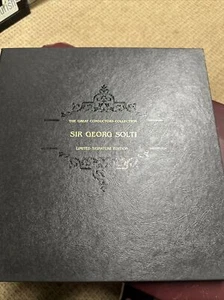 THE GREAT CONDUCTORS COLLECTION
SIR GEORG SOLTI
LIMITED SIGNATURE EDITION